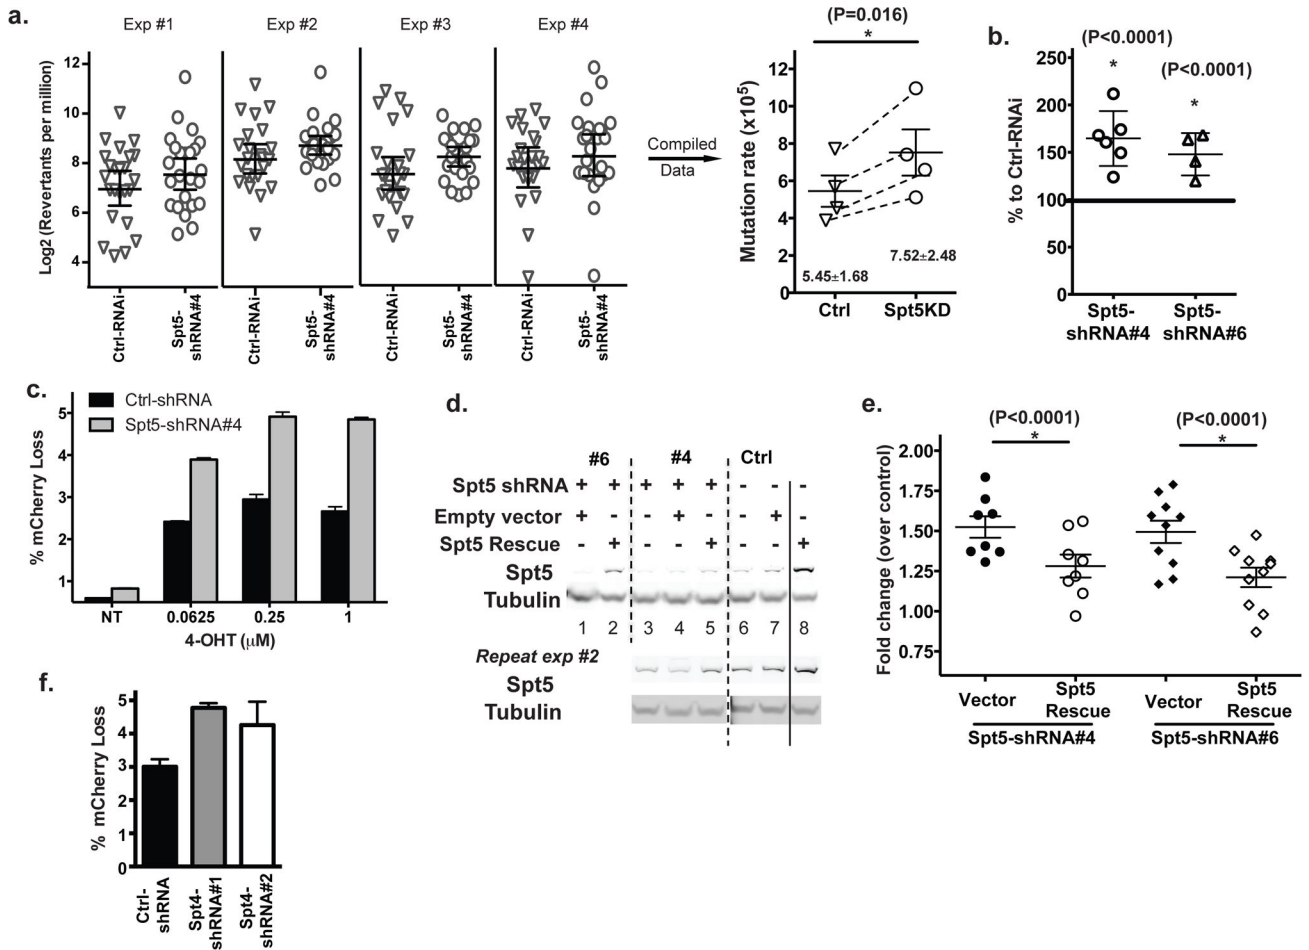 a.
Exp #1
Exp #2
Exp #3
Exp #4
Log2 (Revertants per million)
12
10
8
6
4
Ctrl-RNAi
Spt5-
shRNA#4
Ctrl-RNAi
Spt5-
shRNA#4
Ctrl-RNAi
Spt5-
shRNA#4
Ctrl-RNAi
Spt5-
shRNA#4
Compiled
Data
(P=0.016)
*
Mutation rate (x10⁵)
12
10
8
6
4
2
0
5.45±1.68
7.52±2.48
Ctrl
Spt5KD
b.
(P<0.0001)
*
(P<0.0001)
*
% to Ctrl-RNAi
250
200
150
100
50
0
Spt5-
shRNA#4
Spt5-
shRNA#6
c.
Ctrl-shRNA
Spt5-shRNA#4
% mCherry Loss
5
4
3
2
1
NT
0.0625
0.25
1
4-OHT (µM)
d.
#6
#4
Ctrl
Spt5 shRNA + + + + + - - -
Empty vector + - - + - - + -
Spt5 Rescue - + - - + - - +
Spt5
Tubulin
1 2 3 4 5 6 7 8
Repeat exp #2
Spt5
Tubulin
e.
(P<0.0001)
*
(P<0.0001)
*
Fold change (over control)
2.00
1.75
1.50
1.25
1.00
0.75
Vector
Spt5
Rescue
Vector
Spt5
Rescue
Spt5-shRNA#4
Spt5-shRNA#6
f.
% mCherry Loss
5
4
3
2
1
0
Ctrl-
shRNA
Spt4-
shRNA#1
Spt4-
shRNA#2